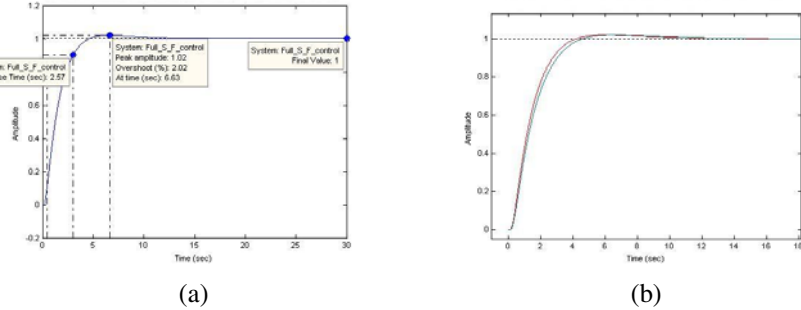 1.2
1
0.8
0.6
0.4
0.2
0
-0.2
Amplitude
0 5 10 15 20 25 30
Time (sec)
Full_S_F_control
Time (sec): 2.57
System: Full_S_F_control
Peak amplitude: 1.02
Overshoot (%): 2.02
At time (sec): 6.63
System: Full_S_F_control
Final Value: 1
(a)
1
0.8
0.6
0.4
0.2
0
Amplitude
0 2 4 6 8 10 12 14 16 18
Time (sec)
(b)